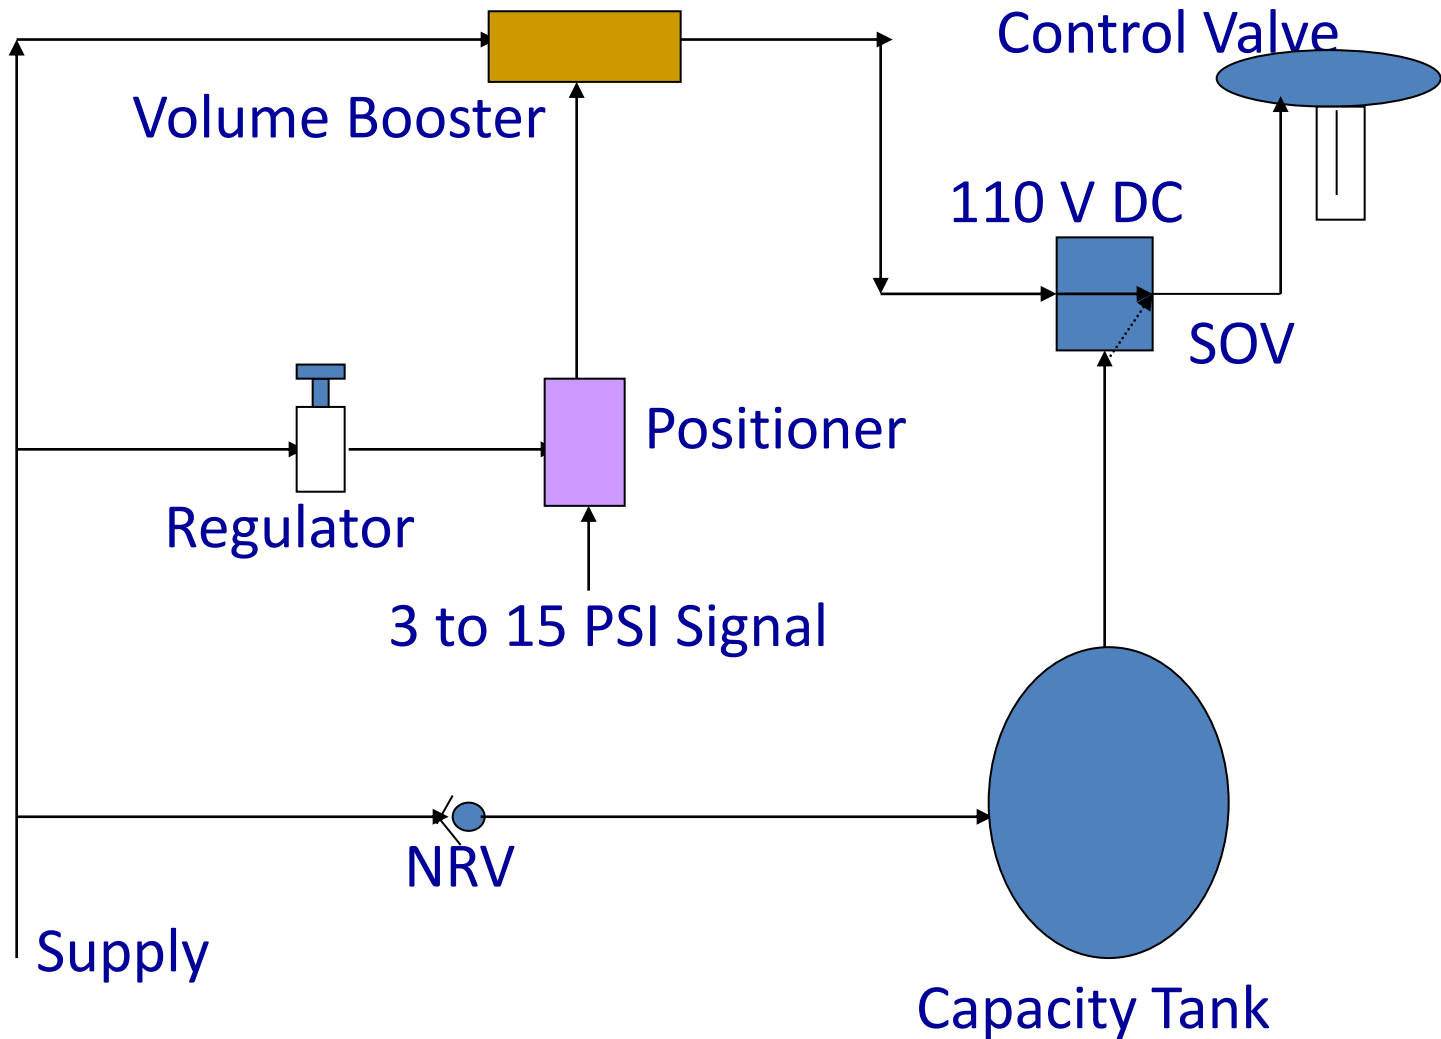 Control Valve
Volume Booster
110 V DC
SOV
Positioner
Regulator
3 to 15 PSI Signal
NRV
Supply
Capacity Tank